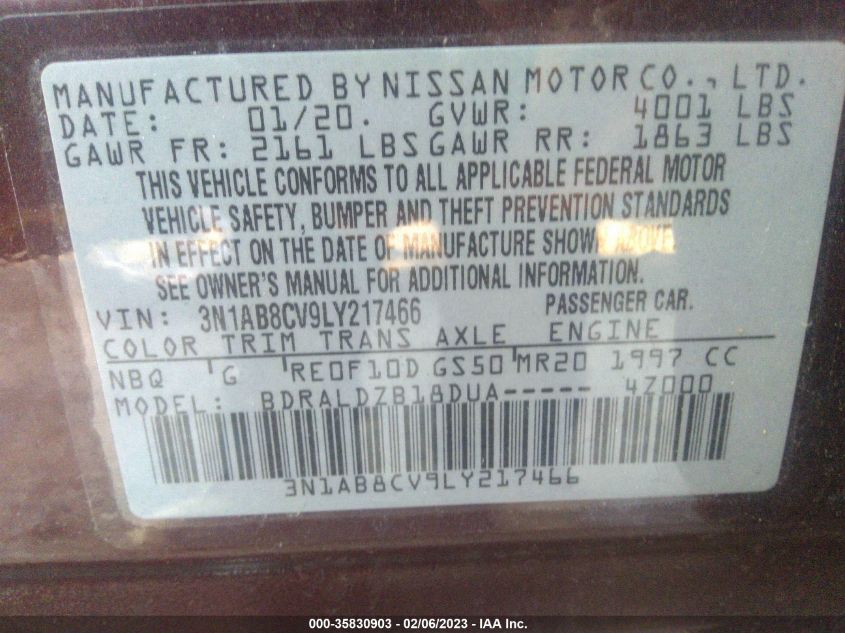 MANUFACTURED BY NISSAN MOTOR CO., LTD.
DATE: 01/20. GVWR: 4001 LBS
GAWR FR: 2161 LBS GAWR RR: 1863 LBS
THIS VEHICLE CONFORMS TO ALL APPLICABLE FEDERAL MOTOR
VEHICLE SAFETY, BUMPER AND THEFT PREVENTION STANDARDS
IN EFFECT ON THE DATE OF MANUFACTURE SHOWN ABOVE.
SEE OWNER'S MANUAL FOR ADDITIONAL INFORMATION.
VIN: 3N1AB8CV9LY217466 PASSENGER CAR.
COLOR TRIM TRANS AXLE ENGINE
NBQ G RE0F10D GS50 MR20 1997 CC
MODEL: BDRALDZB18DUA----- 4Z000
3N1AB8CV9LY217466
000-35830903 - 02/06/2023 - IAA Inc.